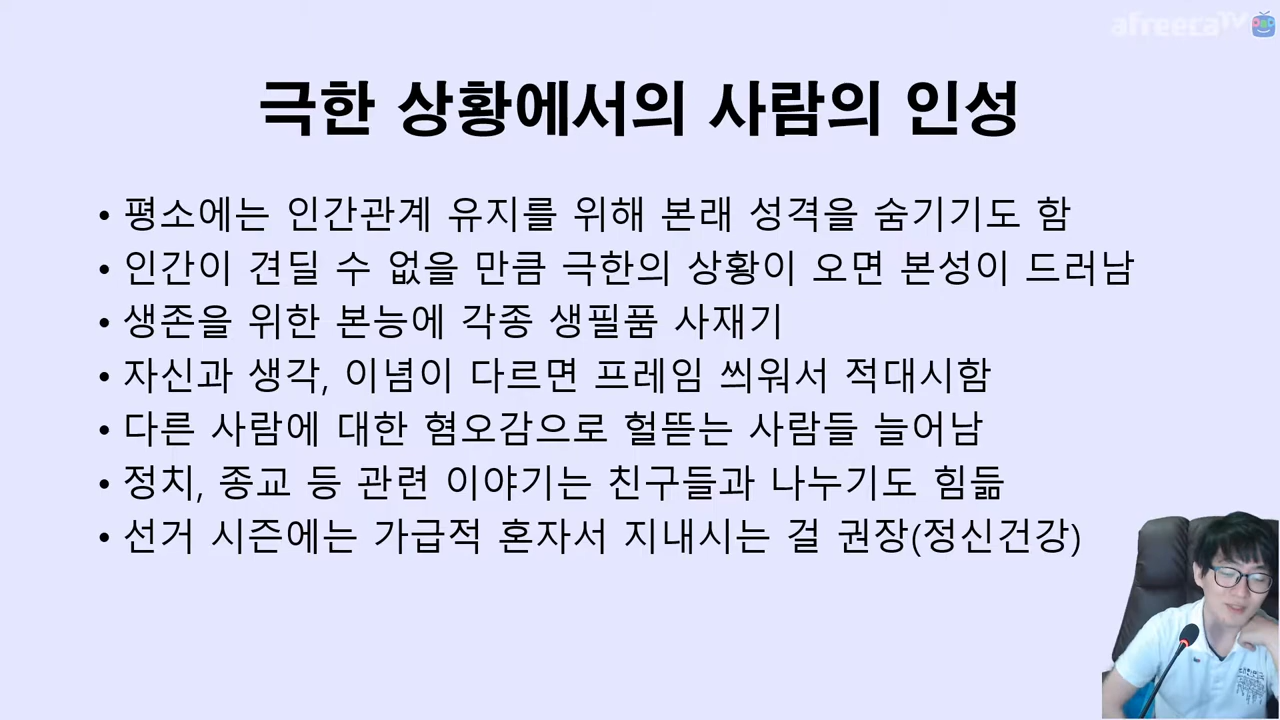 afreecaTV
극한 상황에서의 사람의 인성
• 평소에는 인간관계 유지를 위해 본래 성격을 숨기기도 함
• 인간이 견딜 수 없을 만큼 극한의 상황이 오면 본성이 드러남
• 생존을 위한 본능에 각종 생필품 사재기
• 자신과 생각, 이념이 다르면 프레임 씌워서 적대시함
• 다른 사람에 대한 혐오감으로 헐뜯는 사람들 늘어남
• 정치, 종교 등 관련 이야기는 친구들과 나누기도 힘듦
• 선거 시즌에는 가급적 혼자서 지내시는 걸 권장(정신건강)